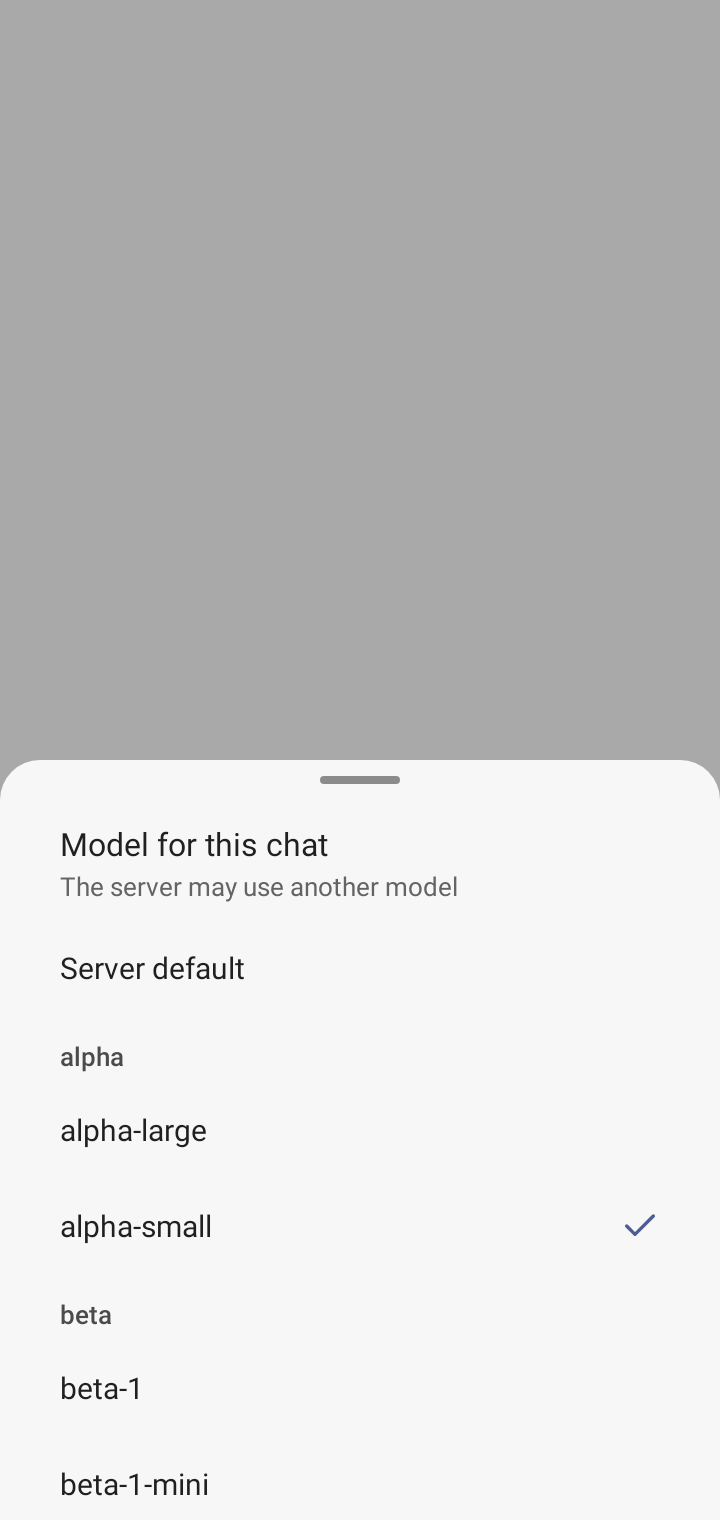 Model for this chat
The server may use another model
Server default
alpha
alpha-large
alpha-small
beta
beta-1
beta-1-mini